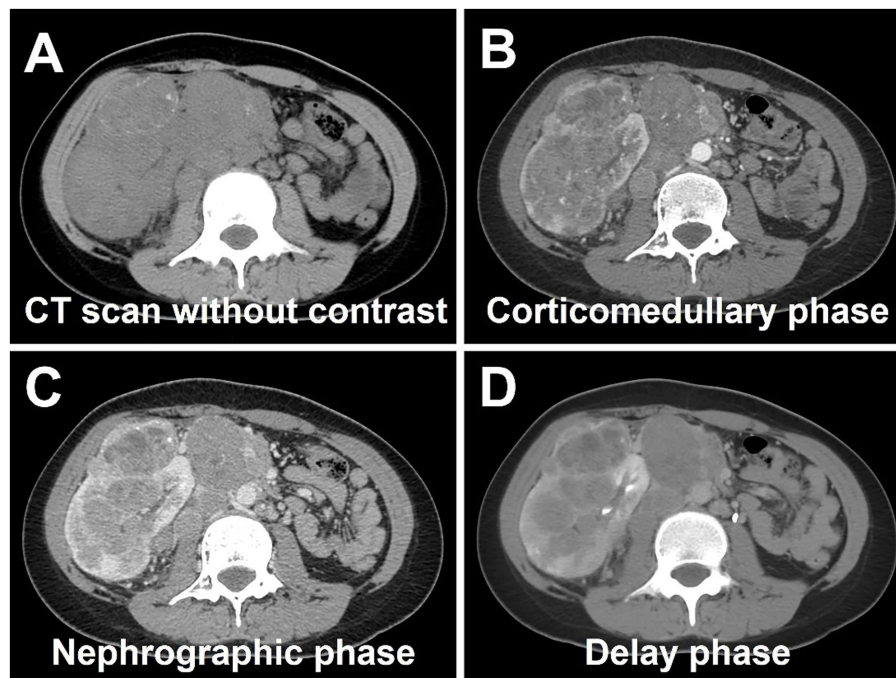 A
CT scan without contrast
B
Corticomedullary phase
C
Nephrographic phase
D
Delay phase